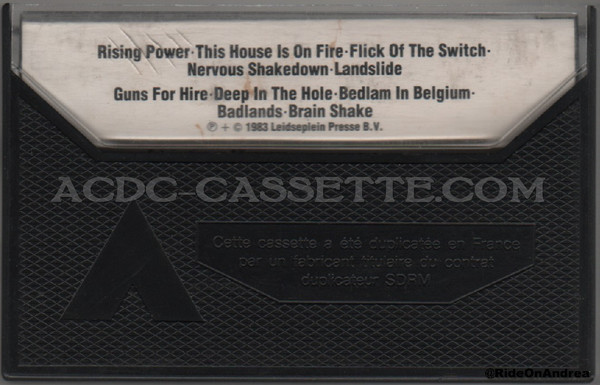 Rising Power·This House Is On Fire·Flick Of The Switch·
Nervous Shakedown·Landslide
Guns For Hire·Deep In The Hole·Bedlam In Belgium·
Badlands·Brain Shake
℗ + © 1983 Leidseplein Presse B.V.
ACDC-CASSETTE.COM
Cette cassette a été dupliquée en France
par un fabricant titulaire du contrat
duplicateur SDRM
@RideOnAndrea